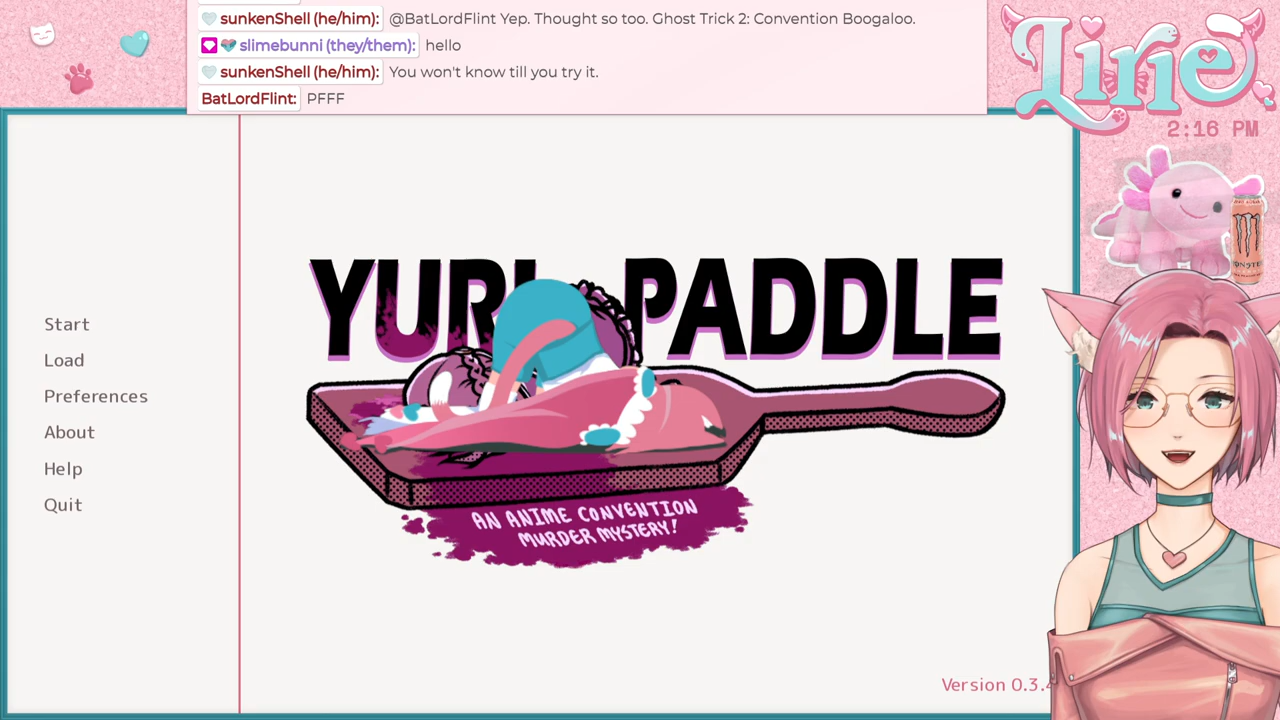 sunkenShell (he/him): @BatLordFlint Yep. Thought so too. Ghost Trick 2: Convention Boogaloo.
slimebunni (they/them): hello
sunkenShell (he/him): You won't know till you try it.
BatLordFlint: PFFF
Lirie
2:16 PM
MONSTER
YURI PADDLE
AN ANIME CONVENTION
MURDER MYSTERY!
Start
Load
Preferences
About
Help
Quit
Version 0.3.4